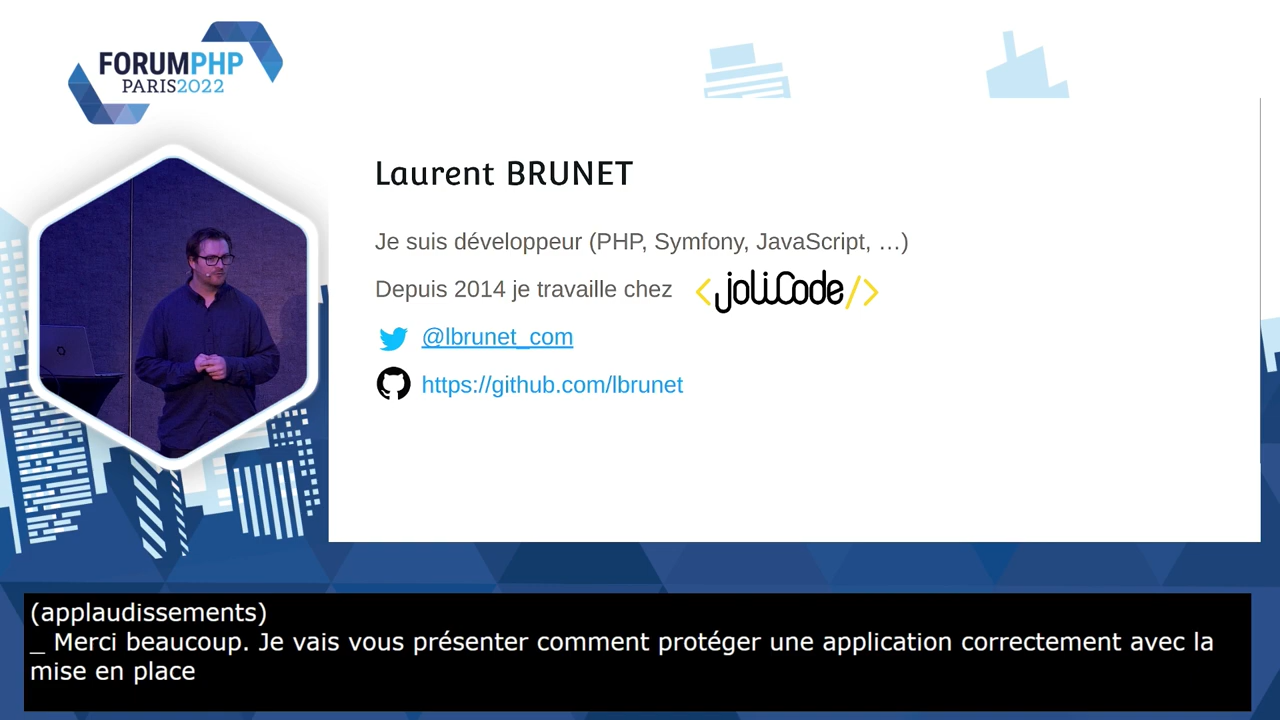 FORUMPHP
PARIS2022
Laurent BRUNET
Je suis développeur (PHP, Symfony, JavaScript, …)
Depuis 2014 je travaille chez <joliCode/>
@lbrunet_com
https://github.com/lbrunet
(applaudissements)
_ Merci beaucoup. Je vais vous présenter comment protéger une application correctement avec la
mise en place